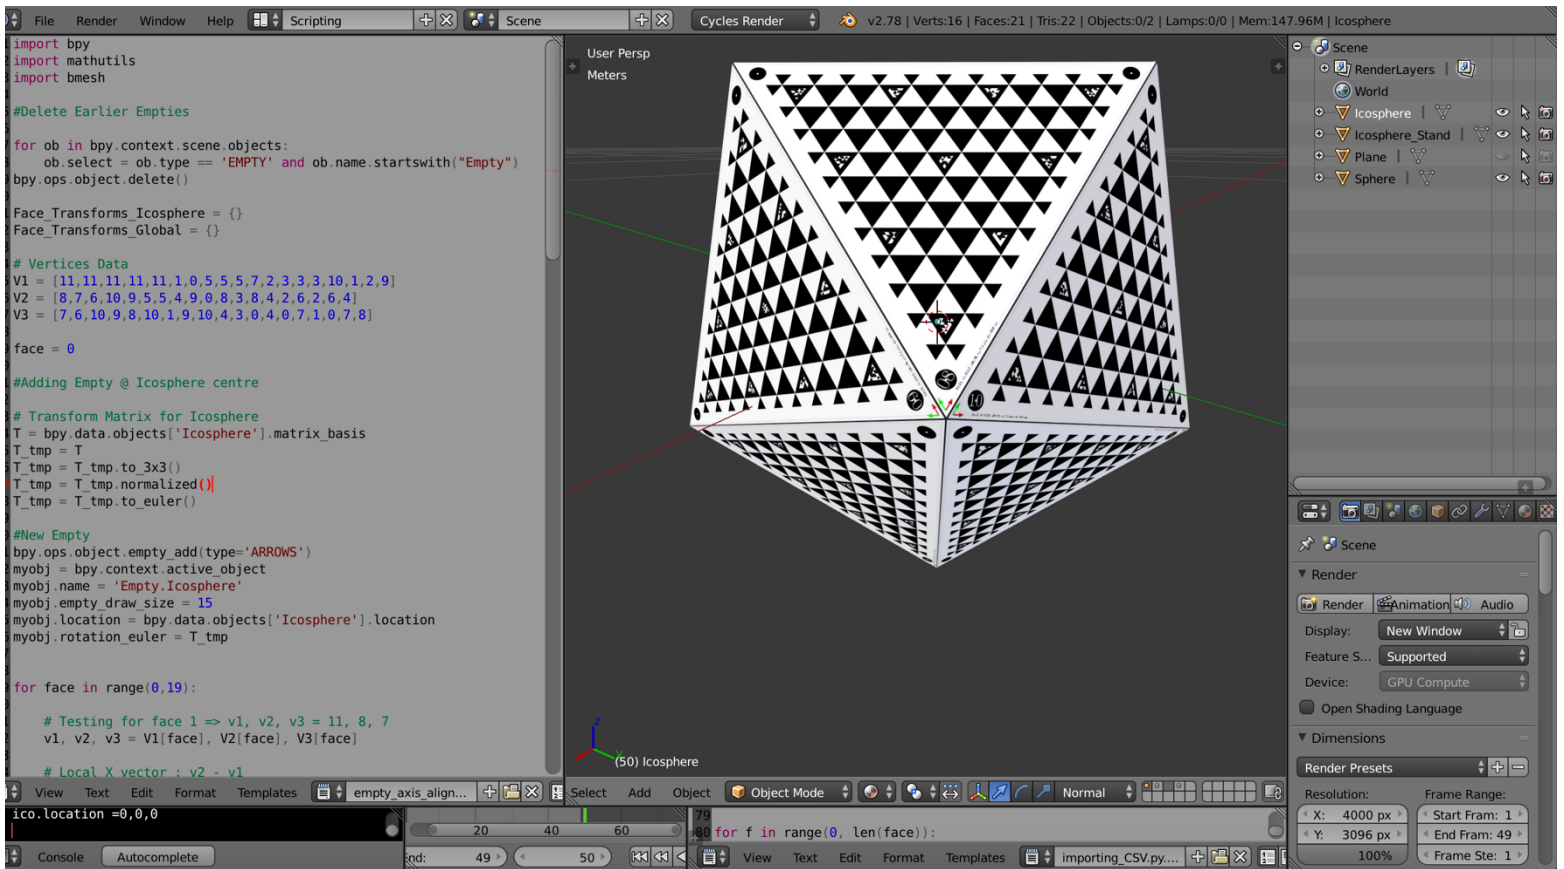 File Render Window Help Scripting Scene Cycles Render v2.78 | Verts:16 | Faces:21 | Tris:22 | Objects:0/2 | Lamps:0/0 | Mem:147.96M | Icosphere
import bpy
import mathutils
import bmesh
#Delete Earlier Empties
for ob in bpy.context.scene.objects:
ob.select = ob.type == 'EMPTY' and ob.name.startswith("Empty")
bpy.ops.object.delete()
Face_Transforms_Icosphere = {}
Face_Transforms_Global = {}
# Vertices Data
V1 = [11,11,11,11,11,1,0,5,5,5,7,2,3,3,3,10,1,2,9]
V2 = [8,7,6,10,9,5,5,4,9,0,8,3,8,4,2,6,2,6,4]
V3 = [7,6,10,9,8,10,1,9,10,4,3,0,4,0,7,1,0,7,8]
face = 0
#Adding Empty @ Icosphere centre
# Transform Matrix for Icosphere
T = bpy.data.objects['Icosphere'].matrix_basis
T_tmp = T
T_tmp = T_tmp.to_3x3()
T_tmp = T_tmp.normalized()
T_tmp = T_tmp.to_euler()
#New Empty
bpy.ops.object.empty_add(type='ARROWS')
myobj = bpy.context.active_object
myobj.name = 'Empty.Icosphere'
myobj.empty_draw_size = 15
myobj.location = bpy.data.objects['Icosphere'].location
myobj.rotation_euler = T_tmp
for face in range(0,19):
# Testing for face 1 => v1, v2, v3 = 11, 8, 7
v1, v2, v3 = V1[face], V2[face], V3[face]
# Local X vector : v2 - v1
View Text Edit Format Templates empty_axis_align...
ico.location =0,0,0
Console Autocomplete
User Persp
Meters
z
y
(50) Icosphere
Select Add Object Object Mode Normal
20 40 60
nd: 49 50
79
80 for f in range(0, len(face)):
View Text Edit Format Templates importing_CSV.py....
Scene
RenderLayers |
World
Icosphere |
Icosphere_Stand |
Plane |
Sphere |
Scene
Render
Render Animation Audio
Display: New Window
Feature S... Supported
Device: GPU Compute
Open Shading Language
Dimensions
Render Presets
Resolution: Frame Range:
X: 4000 px Start Fram: 1
Y: 3096 px End Fram: 49
100% Frame Ste: 1